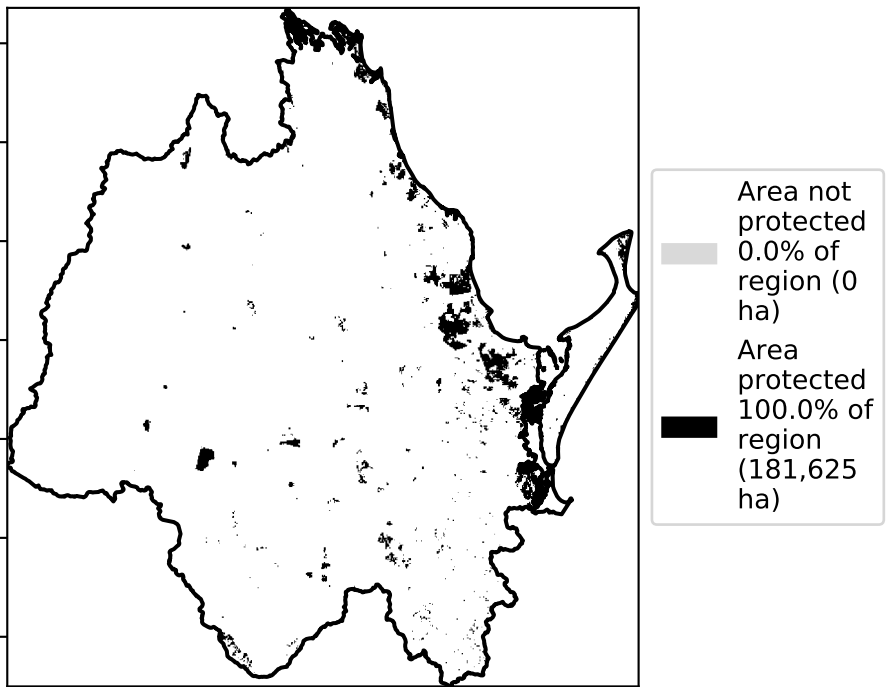 Area not
protected
0.0% of
region (0
ha)
Area
protected
100.0% of
region
(181,625
ha)